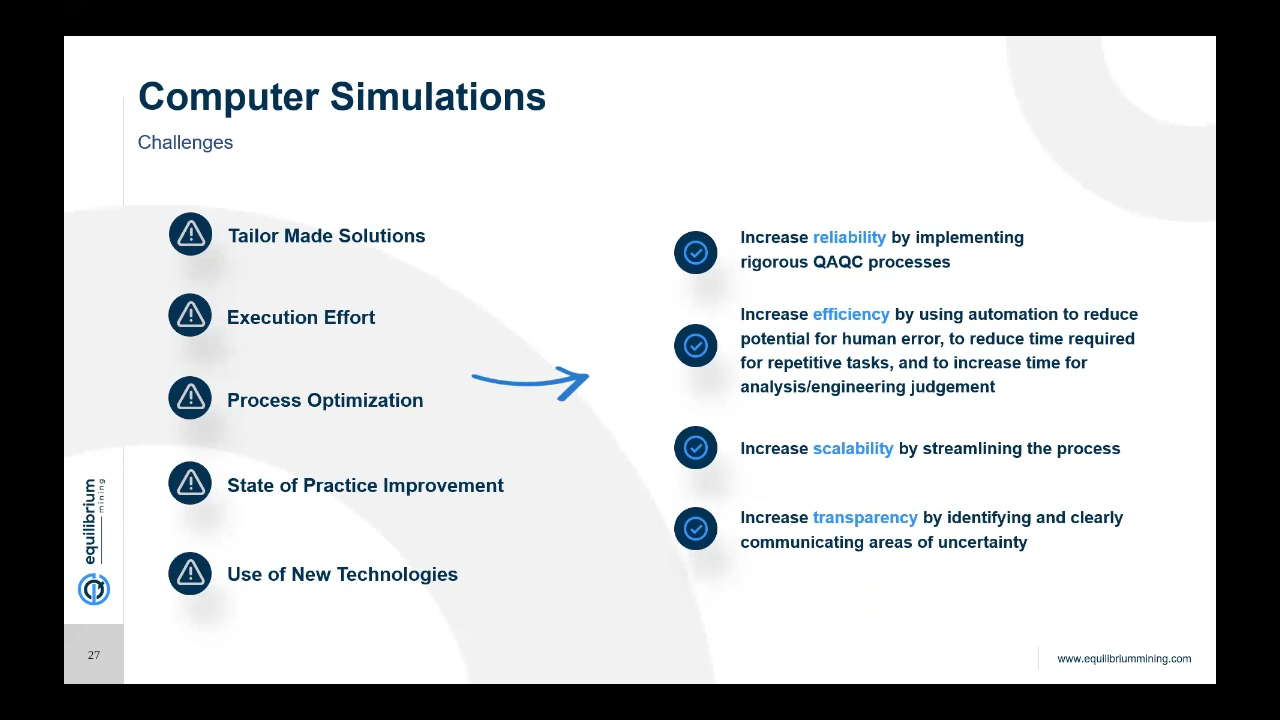 Computer Simulations
Challenges
Tailor Made Solutions
Execution Effort
Process Optimization
State of Practice Improvement
Use of New Technologies
Increase reliability by implementing
rigorous QAQC processes
Increase efficiency by using automation to reduce
potential for human error, to reduce time required
for repetitive tasks, and to increase time for
analysis/engineering judgement
Increase scalability by streamlining the process
Increase transparency by identifying and clearly
communicating areas of uncertainty
equilibrium
mining
27
www.equilibriummining.com